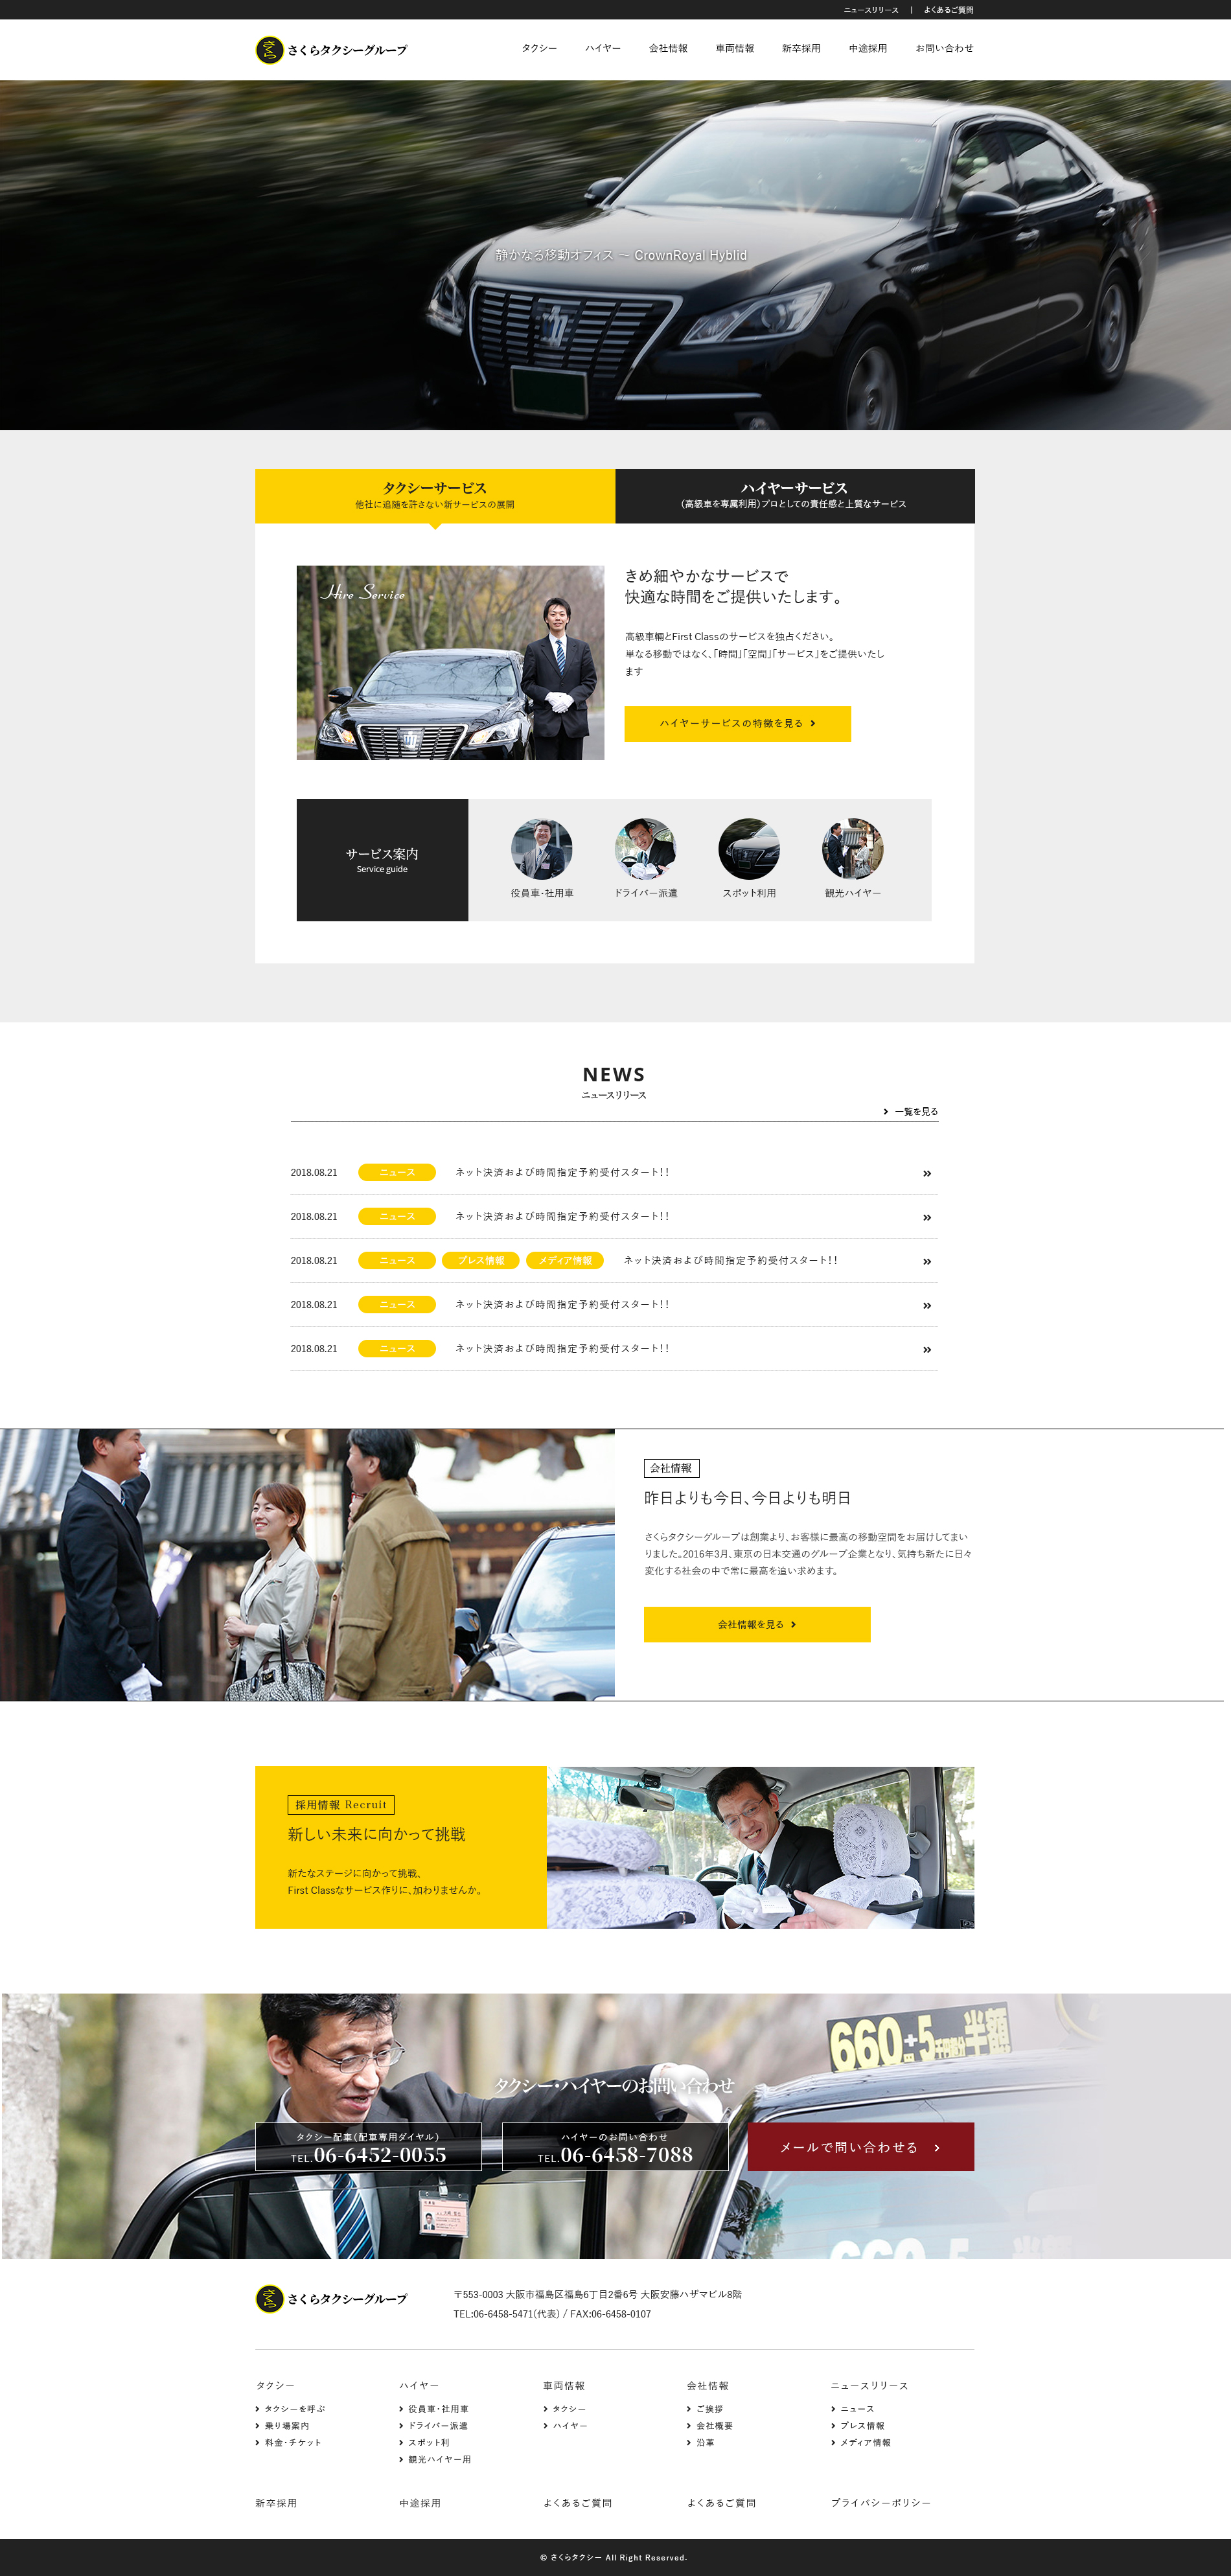 ニュースリリース | よくあるご質問
さくら さくらタクシーグループ
タクシー ハイヤー 会社情報 車両情報 新卒採用 中途採用 お問い合わせ
静かなる移動オフィス ～ CrownRoyal Hyblid
タクシーサービス
他社に追随を許さない新サービスの展開
ハイヤーサービス
（高級車を専属利用）プロとしての責任感と上質なサービス
Hire Service
きめ細やかなサービスで
快適な時間をご提供いたします。
高級車輌とFirst Classのサービスを独占ください。
単なる移動ではなく、「時間」「空間」「サービス」をご提供いたし
ます
ハイヤーサービスの特徴を見る
サービス案内
Service guide
役員車・社用車
ドライバー派遣
スポット利用
観光ハイヤー
NEWS
ニュースリリース
一覧を見る
2018.08.21 ニュース ネット決済および時間指定予約受付スタート！！
2018.08.21 ニュース ネット決済および時間指定予約受付スタート！！
2018.08.21 ニュース プレス情報 メディア情報 ネット決済および時間指定予約受付スタート！！
2018.08.21 ニュース ネット決済および時間指定予約受付スタート！！
2018.08.21 ニュース ネット決済および時間指定予約受付スタート！！
会社情報
昨日よりも今日、今日よりも明日
さくらタクシーグループは創業より、お客様に最高の移動空間をお届けしてまい
りました。2016年3月、東京の日本交通のグループ企業となり、気持ち新たに日々
変化する社会の中で常に最高を追い求めます。
会社情報を見る
採用情報 Recruit
新しい未来に向かって挑戦
新たなステージに向かって挑戦、
First Classなサービス作りに、加わりませんか。
660円
5千円超分 半額
タクシー・ハイヤーのお問い合わせ
タクシー配車（配車専用ダイヤル）
TEL.06-6452-0055
ハイヤーのお問い合わせ
TEL.06-6458-7088
メールで問い合わせる
660 5 半額
さくら さくらタクシーグループ
〒553-0003 大阪市福島区福島6丁目2番6号 大阪安藤ハザマビル8階
TEL:06-6458-5471(代表) / FAX:06-6458-0107
タクシー
タクシーを呼ぶ
乗り場案内
料金・チケット
ハイヤー
役員車・社用車
ドライバー派遣
スポット利
観光ハイヤー用
車両情報
タクシー
ハイヤー
会社情報
ご挨拶
会社概要
沿革
ニュースリリース
ニュース
プレス情報
メディア情報
新卒採用 中途採用 よくあるご質問 よくあるご質問 プライバシーポリシー
© さくらタクシー All Right Reserved.